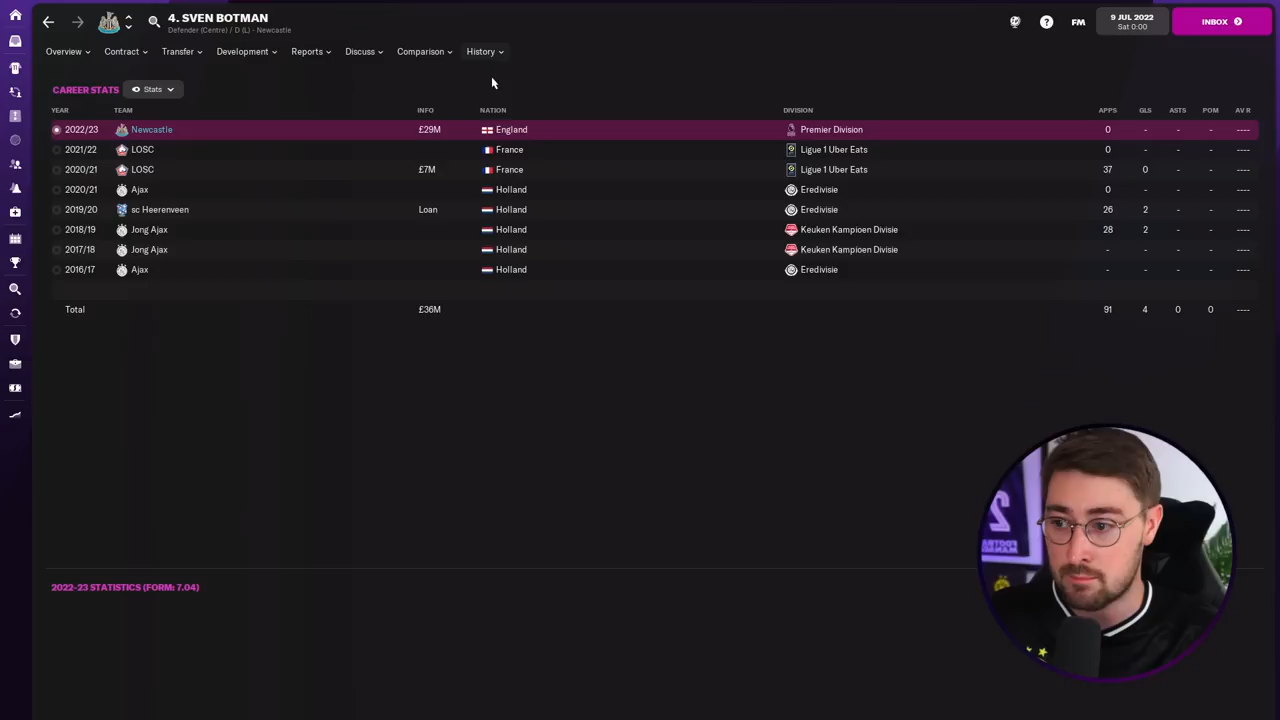 4. SVEN BOTMAN
Defender (Centre) / D (L) - Newcastle
FM
9 JUL 2022
Sat 0:00
INBOX
Overview
Contract
Transfer
Development
Reports
Discuss
Comparison
History
CAREER STATS
Stats
YEAR TEAM INFO NATION DIVISION APPS GLS ASTS POM AV R
2022/23 Newcastle £29M England Premier Division 0 - - - ----
2021/22 LOSC France Ligue 1 Uber Eats 0 - - - ----
2020/21 LOSC £7M France Ligue 1 Uber Eats 37 0 - - ----
2020/21 Ajax Holland Eredivisie 0 - - - ----
2019/20 sc Heerenveen Loan Holland Eredivisie 26 2 - - ----
2018/19 Jong Ajax Holland Keuken Kampioen Divisie 28 2 - - ----
2017/18 Jong Ajax Holland Keuken Kampioen Divisie - - - - ----
2016/17 Ajax Holland Eredivisie - - - - ----
Total £36M 91 4 0 0 ----
2022-23 STATISTICS (FORM: 7.04)